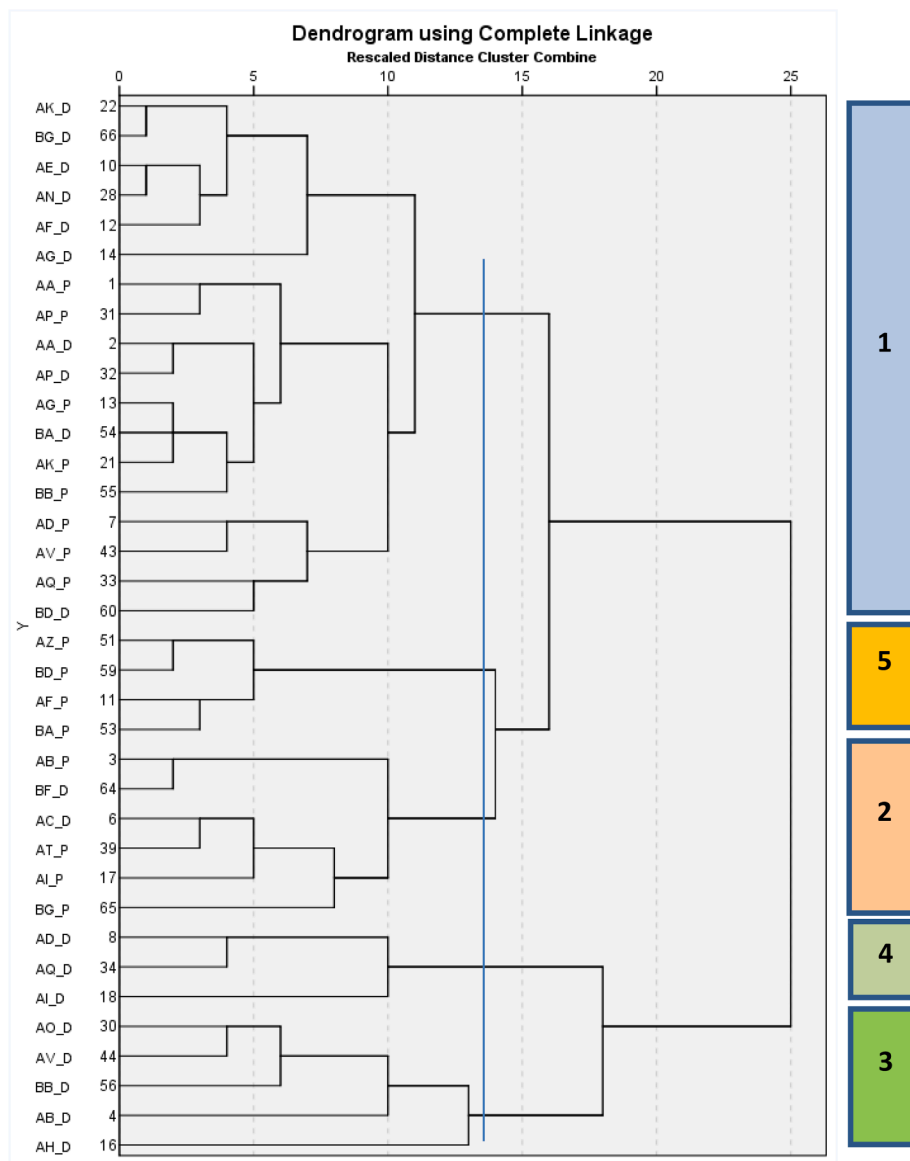 Dendrogram using Complete Linkage
Rescaled Distance Cluster Combine
0 5 10 15 20 25
AK_D 22
BG_D 66
AE_D 10
AN_D 28
AF_D 12
AG_D 14
AA_P 1
AP_P 31
AA_D 2
1
AP_D 32
AG_P 13
BA_D 54
AK_P 21
BB_P 55
AD_P 7
AV_P 43
AQ_P 33
BD_D 60
Y
AZ_P 51
5
BD_P 59
AF_P 11
BA_P 53
AB_P 3
BF_D 64
2
AC_D 6
AT_P 39
AI_P 17
BG_P 65
AD_D 8
4
AQ_D 34
AI_D 18
AO_D 30
AV_D 44
3
BB_D 56
AB_D 4
AH_D 16